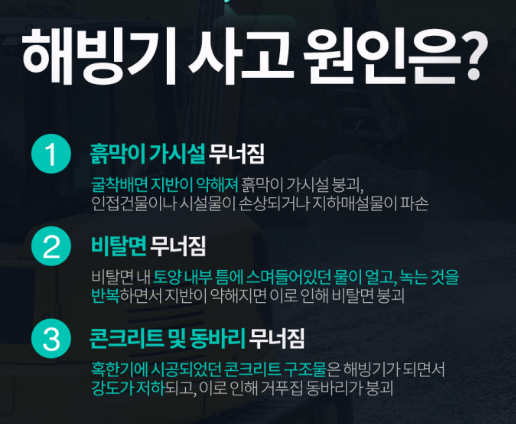 해빙기 사고 원인은?
1 흙막이 가시설 무너짐
굴착배면 지반이 약해져 흙막이 가시설 붕괴,
인접건물이나 시설물이 손상되거나 지하매설물이 파손
2 비탈면 무너짐
비탈면 내 토양 내부 틈에 스며들어있던 물이 얼고, 녹는 것을
반복하면서 지반이 약해지면 이로 인해 비탈면 붕괴
3 콘크리트 및 동바리 무너짐
혹한기에 시공되었던 콘크리트 구조물은 해빙기가 되면서
강도가 저하되고, 이로 인해 거푸집 동바리가 붕괴